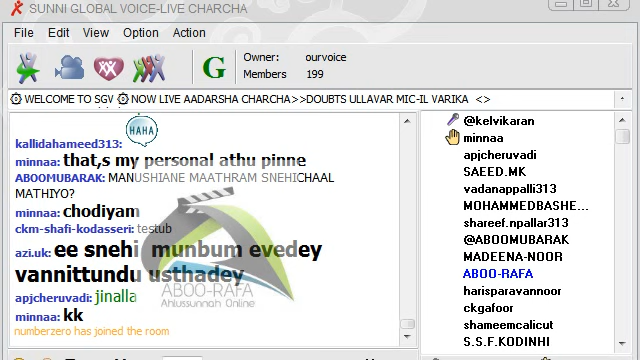 SUNNI GLOBAL VOICE-LIVE CHARCHA
File Edit View Option Action
G Owner: ourvoice
Members 199
WELCOME TO SGV NOW LIVE AADARSHA CHARCHA>>DOUBTS ULLAVAR MIC-IL VARIKA <>
HAHA
kallidahameed313:
minnaa: that,s my personal athu pinne
ABOOMUBARAK: MANUSHIANE MAATHRAM SNEHICHAAL
MATHIYO?
minnaa: chodiyam
ckm-shafi-kodasseri: testub
azi.uk: ee snehi munbum evedey
vannittundu usthadey
apjcheruvadi: jinalla
minnaa: kk
numberzero has joined the room
ABOO-RAFA
Ahlussunnah Online
@kelvikaran
minnaa
apjcheruvadi
SAEED.MK
vadanappalli313
MOHAMMEDBASHE...
shareef.npallar313
@ABOOMUBARAK
MADEENA-NOOR
ABOO-RAFA
harisparavannoor
ckgafoor
shameemcalicut
S.S.F.KODINHI